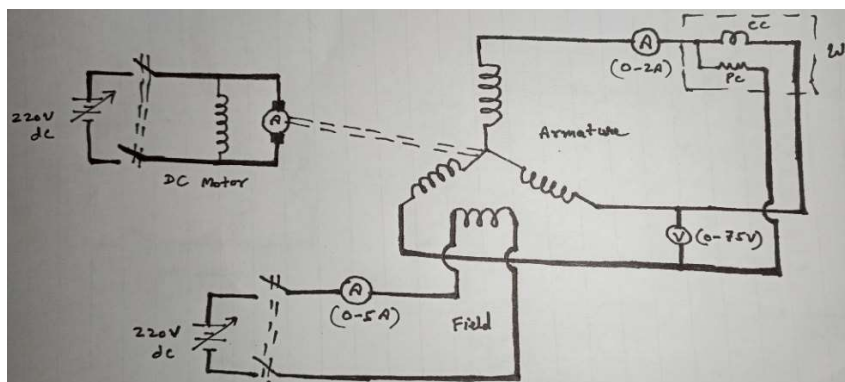 220V
dc
A
DC Motor
A
(0-2A)
CC
PC
W
Armature
V
(0-75V)
220V
dc
A
(0-5A)
Field